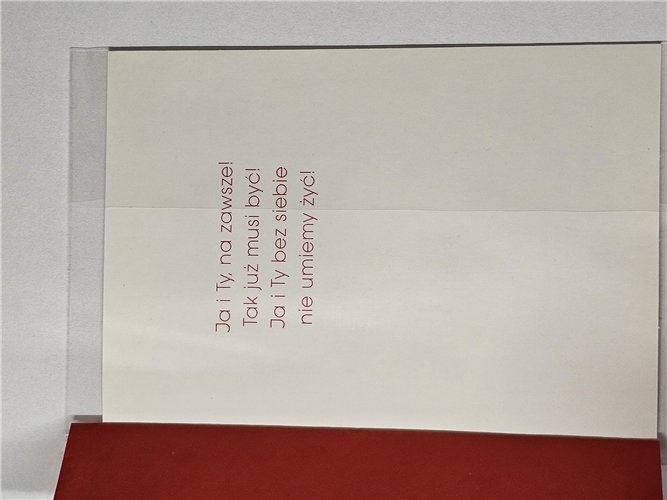 Ja i Ty, na zawsze!
Tak już musi być!
Ja i Ty bez siebie
nie umiemy żyć!